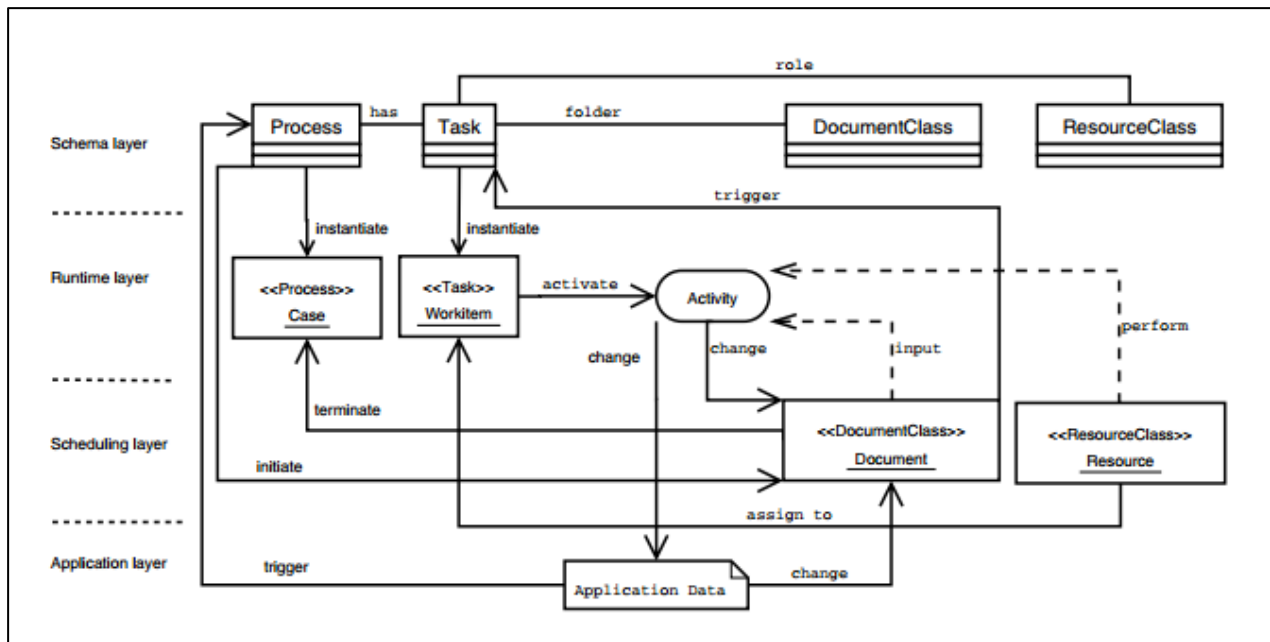 role
has
folder
Process
Task
DocumentClass
ResourceClass
Schema layer
trigger
instantiate
instantiate
Runtime layer
<<Process>>
Case
<<Task>>
Workitem
activate
Activity
change
change
input
perform
terminate
Scheduling layer
<<DocumentClass>>
Document
<<ResourceClass>>
Resource
initiate
assign to
Application layer
trigger
Application Data
change